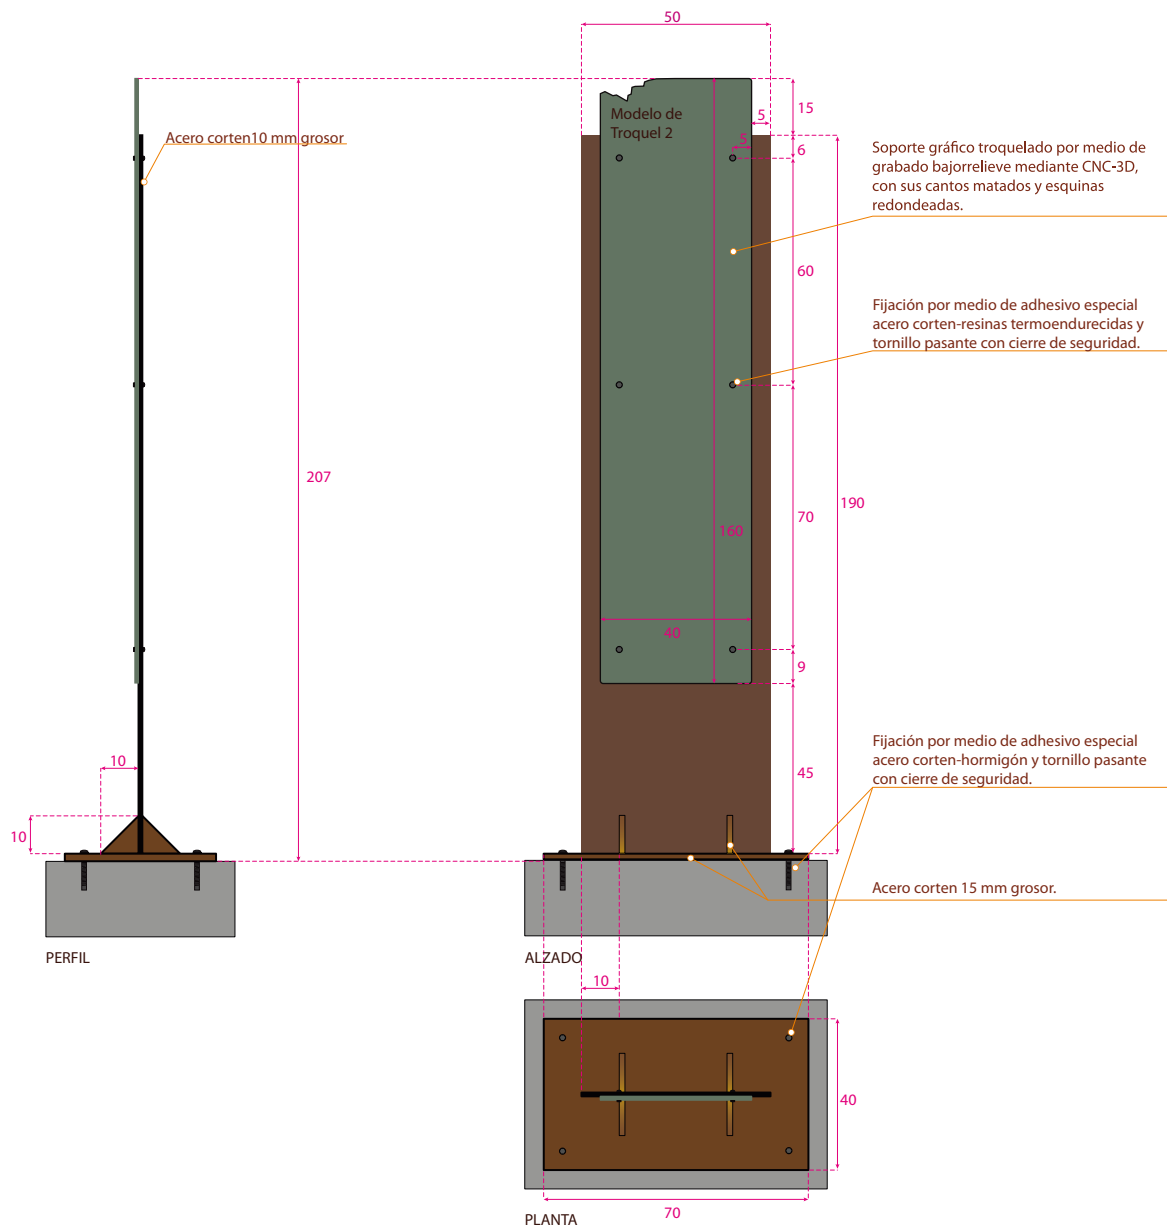 50
15
5
Modelo de
Troquel 2
Acero corten10 mm grosor
5
6
Soporte gráfico troquelado por medio de
grabado bajorrelieve mediante CNC-3D,
con sus cantos matados y esquinas
redondeadas.
60
Fijación por medio de adhesivo especial
acero corten-resinas termoendurecidas y
tornillo pasante con cierre de seguridad.
207
190
70
160
40
9
Fijación por medio de adhesivo especial
acero corten-hormigón y tornillo pasante
con cierre de seguridad.
10
45
10
Acero corten 15 mm grosor.
PERFIL
ALZADO
10
40
70
PLANTA